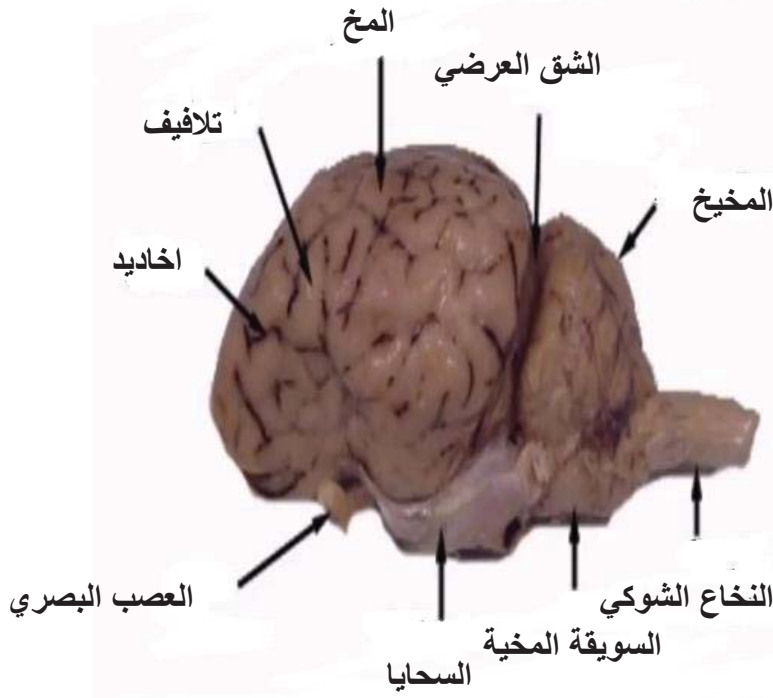 المخ
الشق العرضي
تلافيف
المخيخ
اخاديد
العصب البصري
النخاع الشوكي
السويقة المخية
السحايا